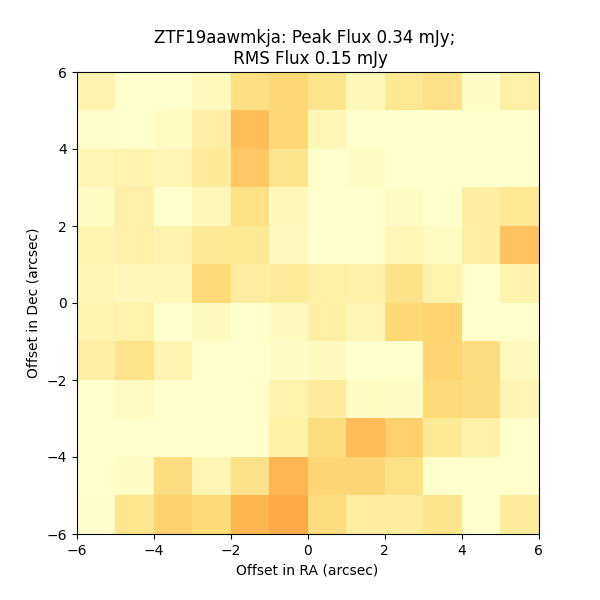 ZTF19aawmkja: Peak Flux 0.34 mJy;
RMS Flux 0.15 mJy
6
4
2
0
−2
−4
−6
Offset in Dec (arcsec)
−6 −4 −2 0 2 4 6
Offset in RA (arcsec)